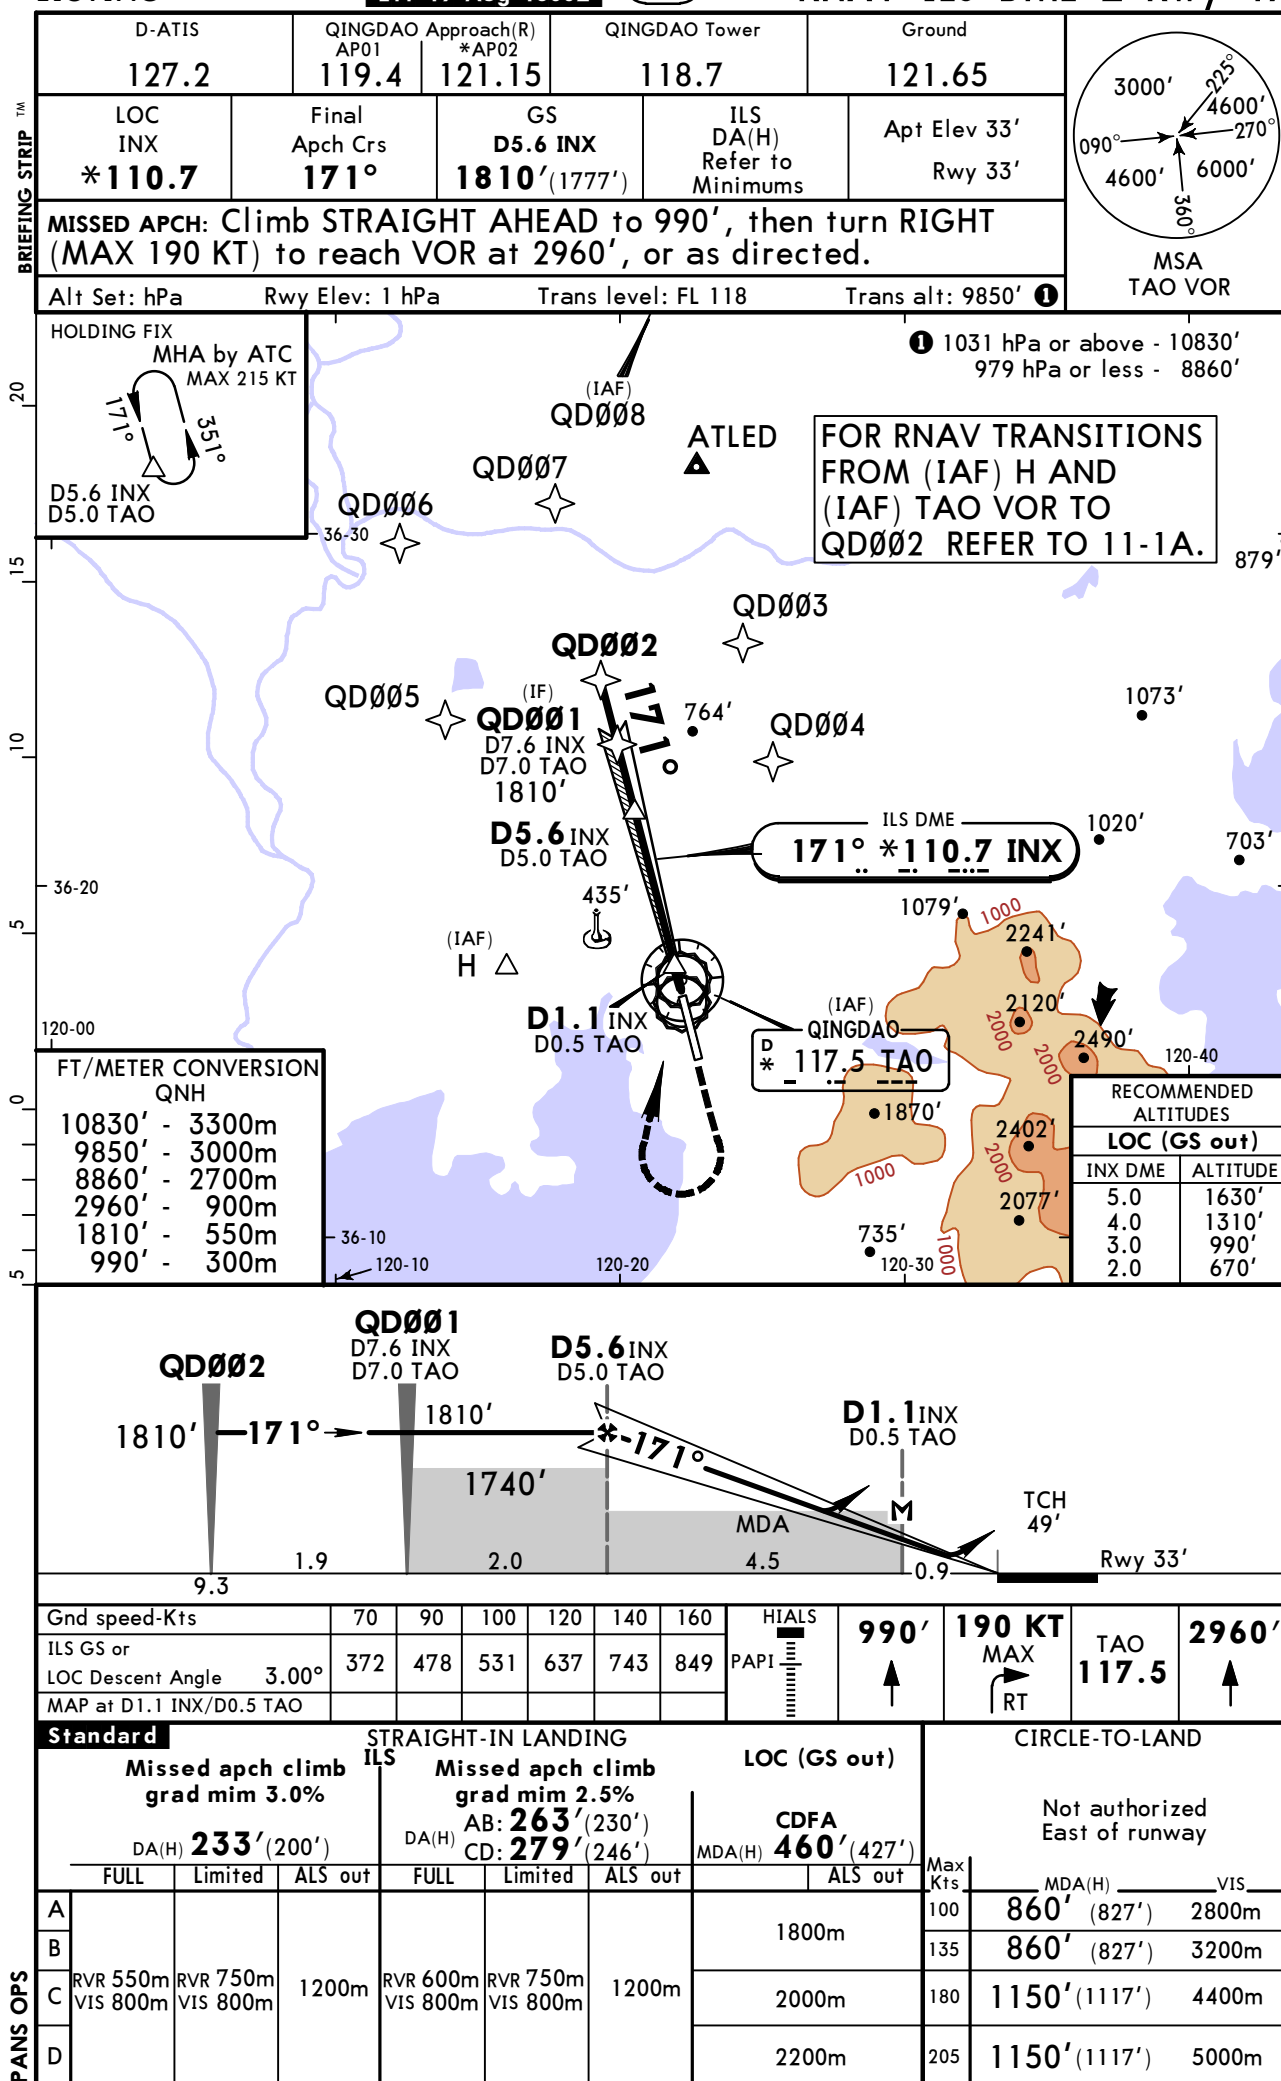 D-ATIS
127.2
QINGDAO Approach(R)
AP01 *AP02
119.4 121.15
QINGDAO Tower
118.7
Ground
121.65
BRIEFING STRIP TM
LOC
INX
*110.7
Final
Apch Crs
171°
GS
D5.6 INX
1810'(1777')
ILS
DA(H)
Refer to
Minimums
Apt Elev 33'
Rwy 33'
MISSED APCH: Climb STRAIGHT AHEAD to 990', then turn RIGHT
(MAX 190 KT) to reach VOR at 2960', or as directed.
Alt Set: hPa Rwy Elev: 1 hPa Trans level: FL 118 Trans alt: 9850' 1
3000'
225°
4600'
270°
090°
4600'
6000'
360°
MSA
TAO VOR
HOLDING FIX
MHA by ATC
MAX 215 KT
171°
351°
D5.6 INX
D5.0 TAO
1 1031 hPa or above - 10830'
979 hPa or less - 8860'
(IAF)
QDØØ8
ATLED
FOR RNAV TRANSITIONS
FROM (IAF) H AND
(IAF) TAO VOR TO
QDØØ2 REFER TO 11-1A.
QDØØ7
QDØØ6
36-30
879'
20
15
10
5
0
5
QDØØ3
QDØØ2
QDØØ5
(IF)
QDØØ1
D7.6 INX
D7.0 TAO
1810'
171°
764'
QDØØ4
1073'
D5.6 INX
D5.0 TAO
ILS DME
171° *110.7 INX
1020'
703'
36-20
435'
1079'
1000
2241'
(IAF)
H
D1.1 INX
D0.5 TAO
(IAF)
QINGDAO
D
* 117.5 TAO
2120'
2000
2490'
2000
120-00
120-40
1870'
1000
2402'
2000
2077'
735'
1000
36-10
120-10
120-20
120-30
FT/METER CONVERSION
QNH
10830' - 3300m
9850' - 3000m
8860' - 2700m
2960' - 900m
1810' - 550m
990' - 300m
RECOMMENDED
ALTITUDES
LOC (GS out)
INX DME ALTITUDE
5.0 1630'
4.0 1310'
3.0 990'
2.0 670'
QDØØ2
QDØØ1
D7.6 INX
D7.0 TAO
D5.6 INX
D5.0 TAO
D1.1 INX
D0.5 TAO
1810' 171° 1810'
171°
1740'
MDA
M
TCH
49'
Rwy 33'
9.3 1.9 2.0 4.5 0.9
Gnd speed-Kts 70 90 100 120 140 160
ILS GS or
LOC Descent Angle 3.00° 372 478 531 637 743 849
MAP at D1.1 INX/D0.5 TAO
HIALS
PAPI
990'
190 KT
MAX
RT
TAO
117.5
2960'
Standard
STRAIGHT-IN LANDING
CIRCLE-TO-LAND
ILS
Missed apch climb
grad mim 3.0%
DA(H) 233'(200')
Missed apch climb
grad mim 2.5%
DA(H) AB: 263'(230')
CD: 279'(246')
LOC (GS out)
CDFA
MDA(H) 460'(427')
Not authorized
East of runway
FULL Limited ALS out FULL Limited ALS out ALS out
Max
Kts MDA(H) VIS
PANS OPS
A
B
C
D
RVR 550m
VIS 800m
RVR 750m
VIS 800m
1200m
RVR 600m
VIS 800m
RVR 750m
VIS 800m
1200m
1800m
2000m
2200m
100 860' (827') 2800m
135 860' (827') 3200m
180 1150'(1117') 4400m
205 1150'(1117') 5000m